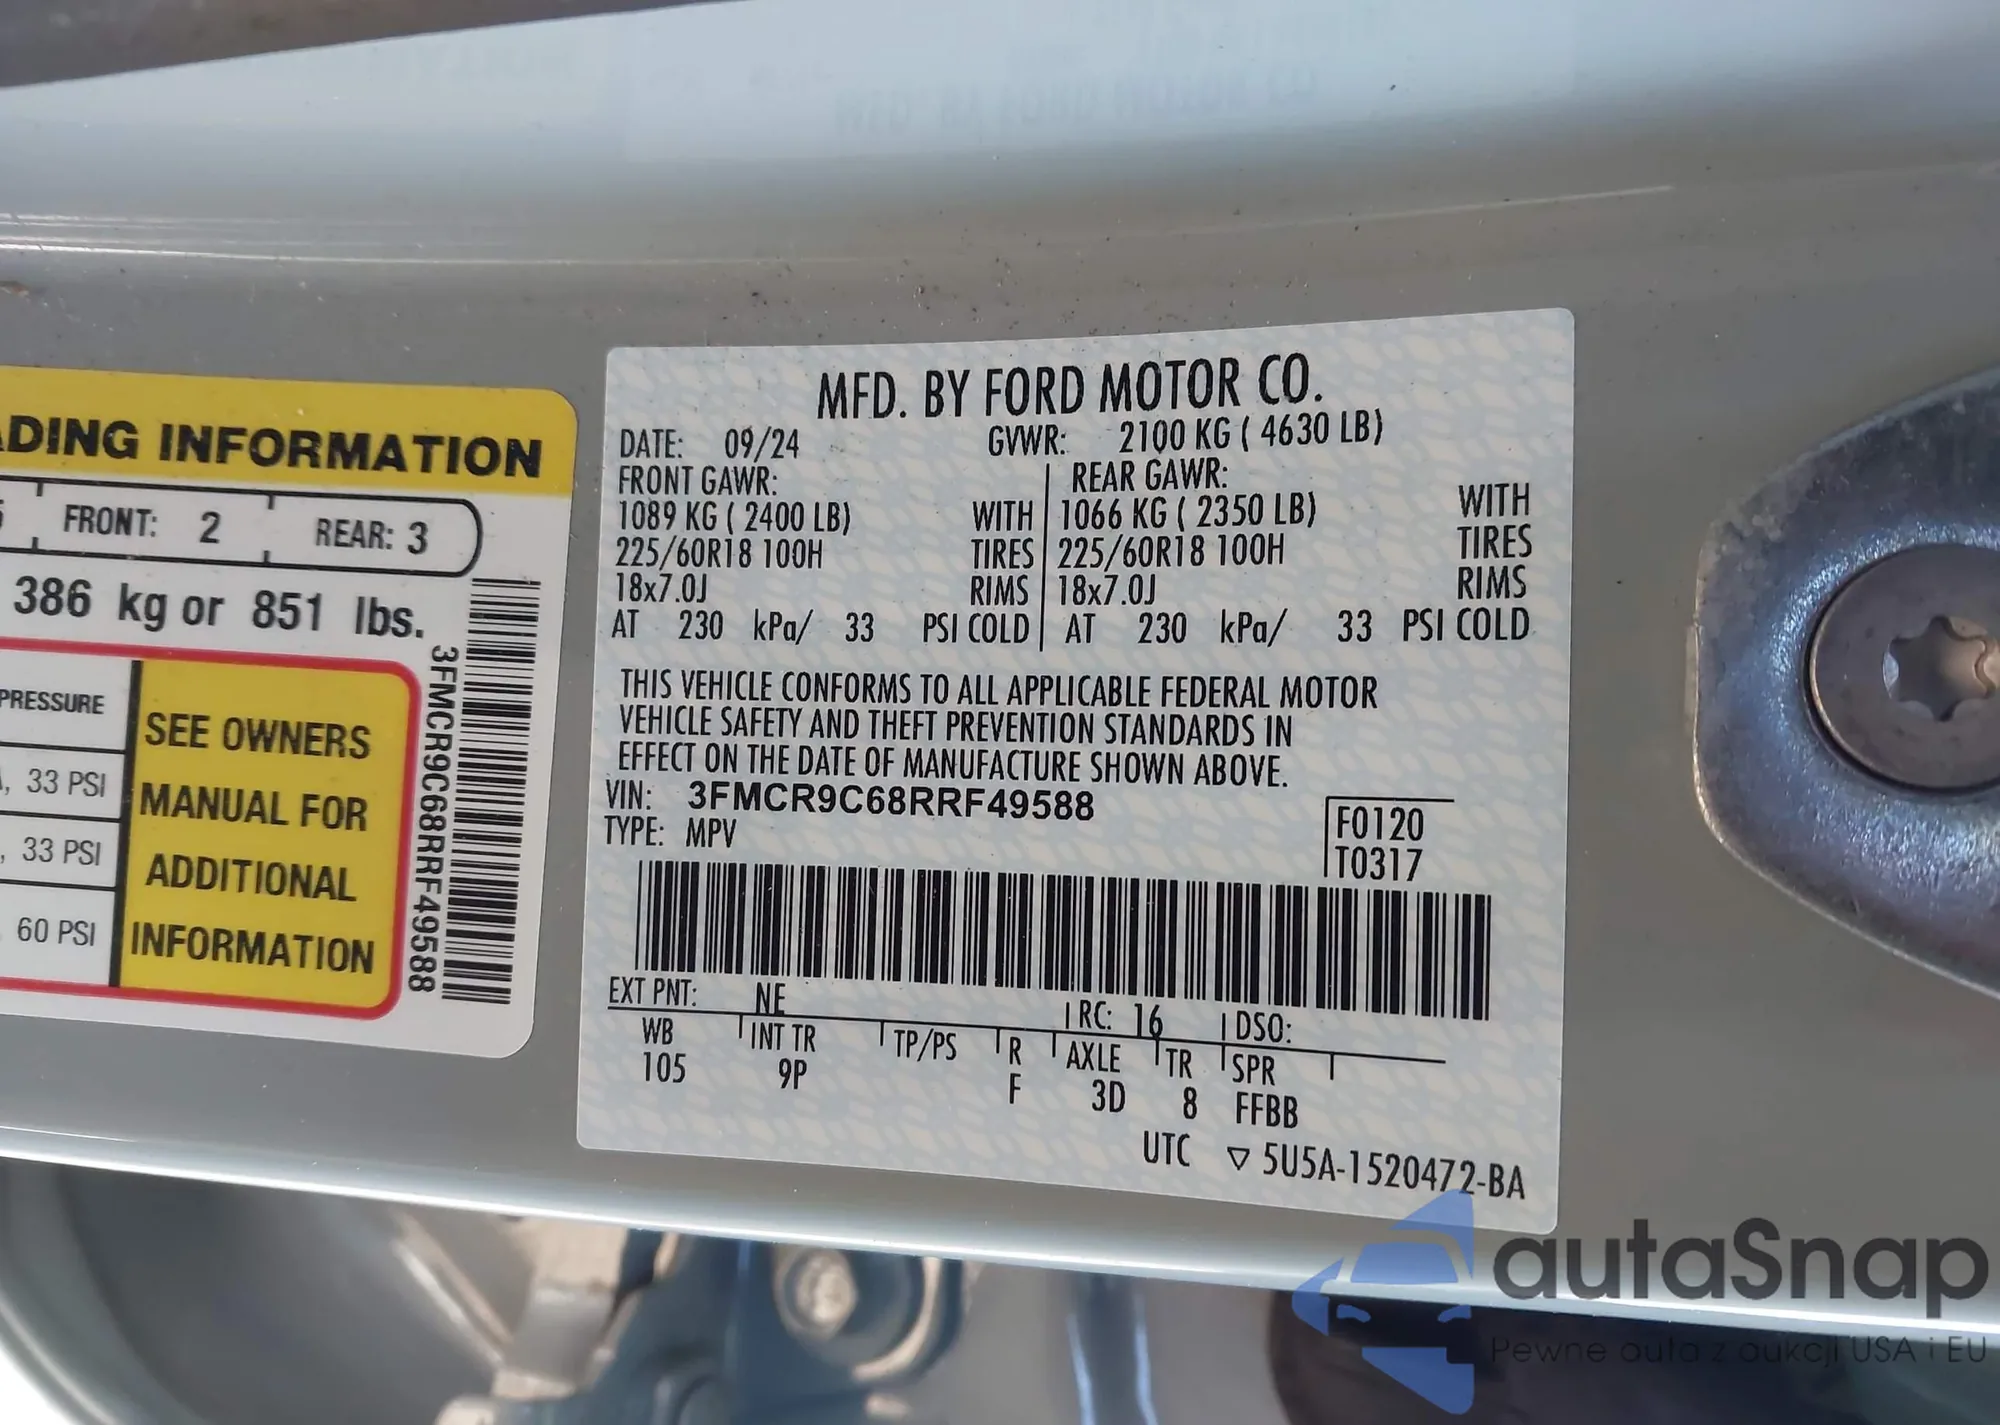 ADING INFORMATION
FRONT: 2 REAR: 3
386 kg or 851 lbs.
PRESSURE
, 33 PSI
, 33 PSI
60 PSI
SEE OWNERS
MANUAL FOR
ADDITIONAL
INFORMATION
3FMCR9C68RRF49588
MFD. BY FORD MOTOR CO.
DATE: 09/24 GVWR: 2100 KG ( 4630 LB)
FRONT GAWR: REAR GAWR:
1089 KG ( 2400 LB) WITH 1066 KG ( 2350 LB) WITH
225/60R18 100H TIRES 225/60R18 100H TIRES
18x7.0J RIMS 18x7.0J RIMS
AT 230 kPa/ 33 PSI COLD AT 230 kPa/ 33 PSI COLD
THIS VEHICLE CONFORMS TO ALL APPLICABLE FEDERAL MOTOR
VEHICLE SAFETY AND THEFT PREVENTION STANDARDS IN
EFFECT ON THE DATE OF MANUFACTURE SHOWN ABOVE.
VIN: 3FMCR9C68RRF49588
TYPE: MPV
F0120
T0317
EXT PNT: NE RC: 16 DSO:
WB INT TR TP/PS R AXLE TR SPR
105 9P F 3D 8 FFBB
UTC ▽ 5U5A-1520472-BA
autaSnap
Pewne auta z aukcji USA i EU